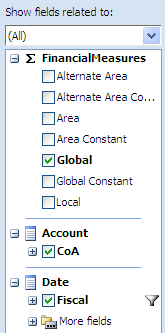 Show fields related to:
(All)
Σ FinancialMeasures
Alternate Area
Alternate Area Co...
Area
Area Constant
Global
Global Constant
Local
Account
CoA
Date
Fiscal
More fields